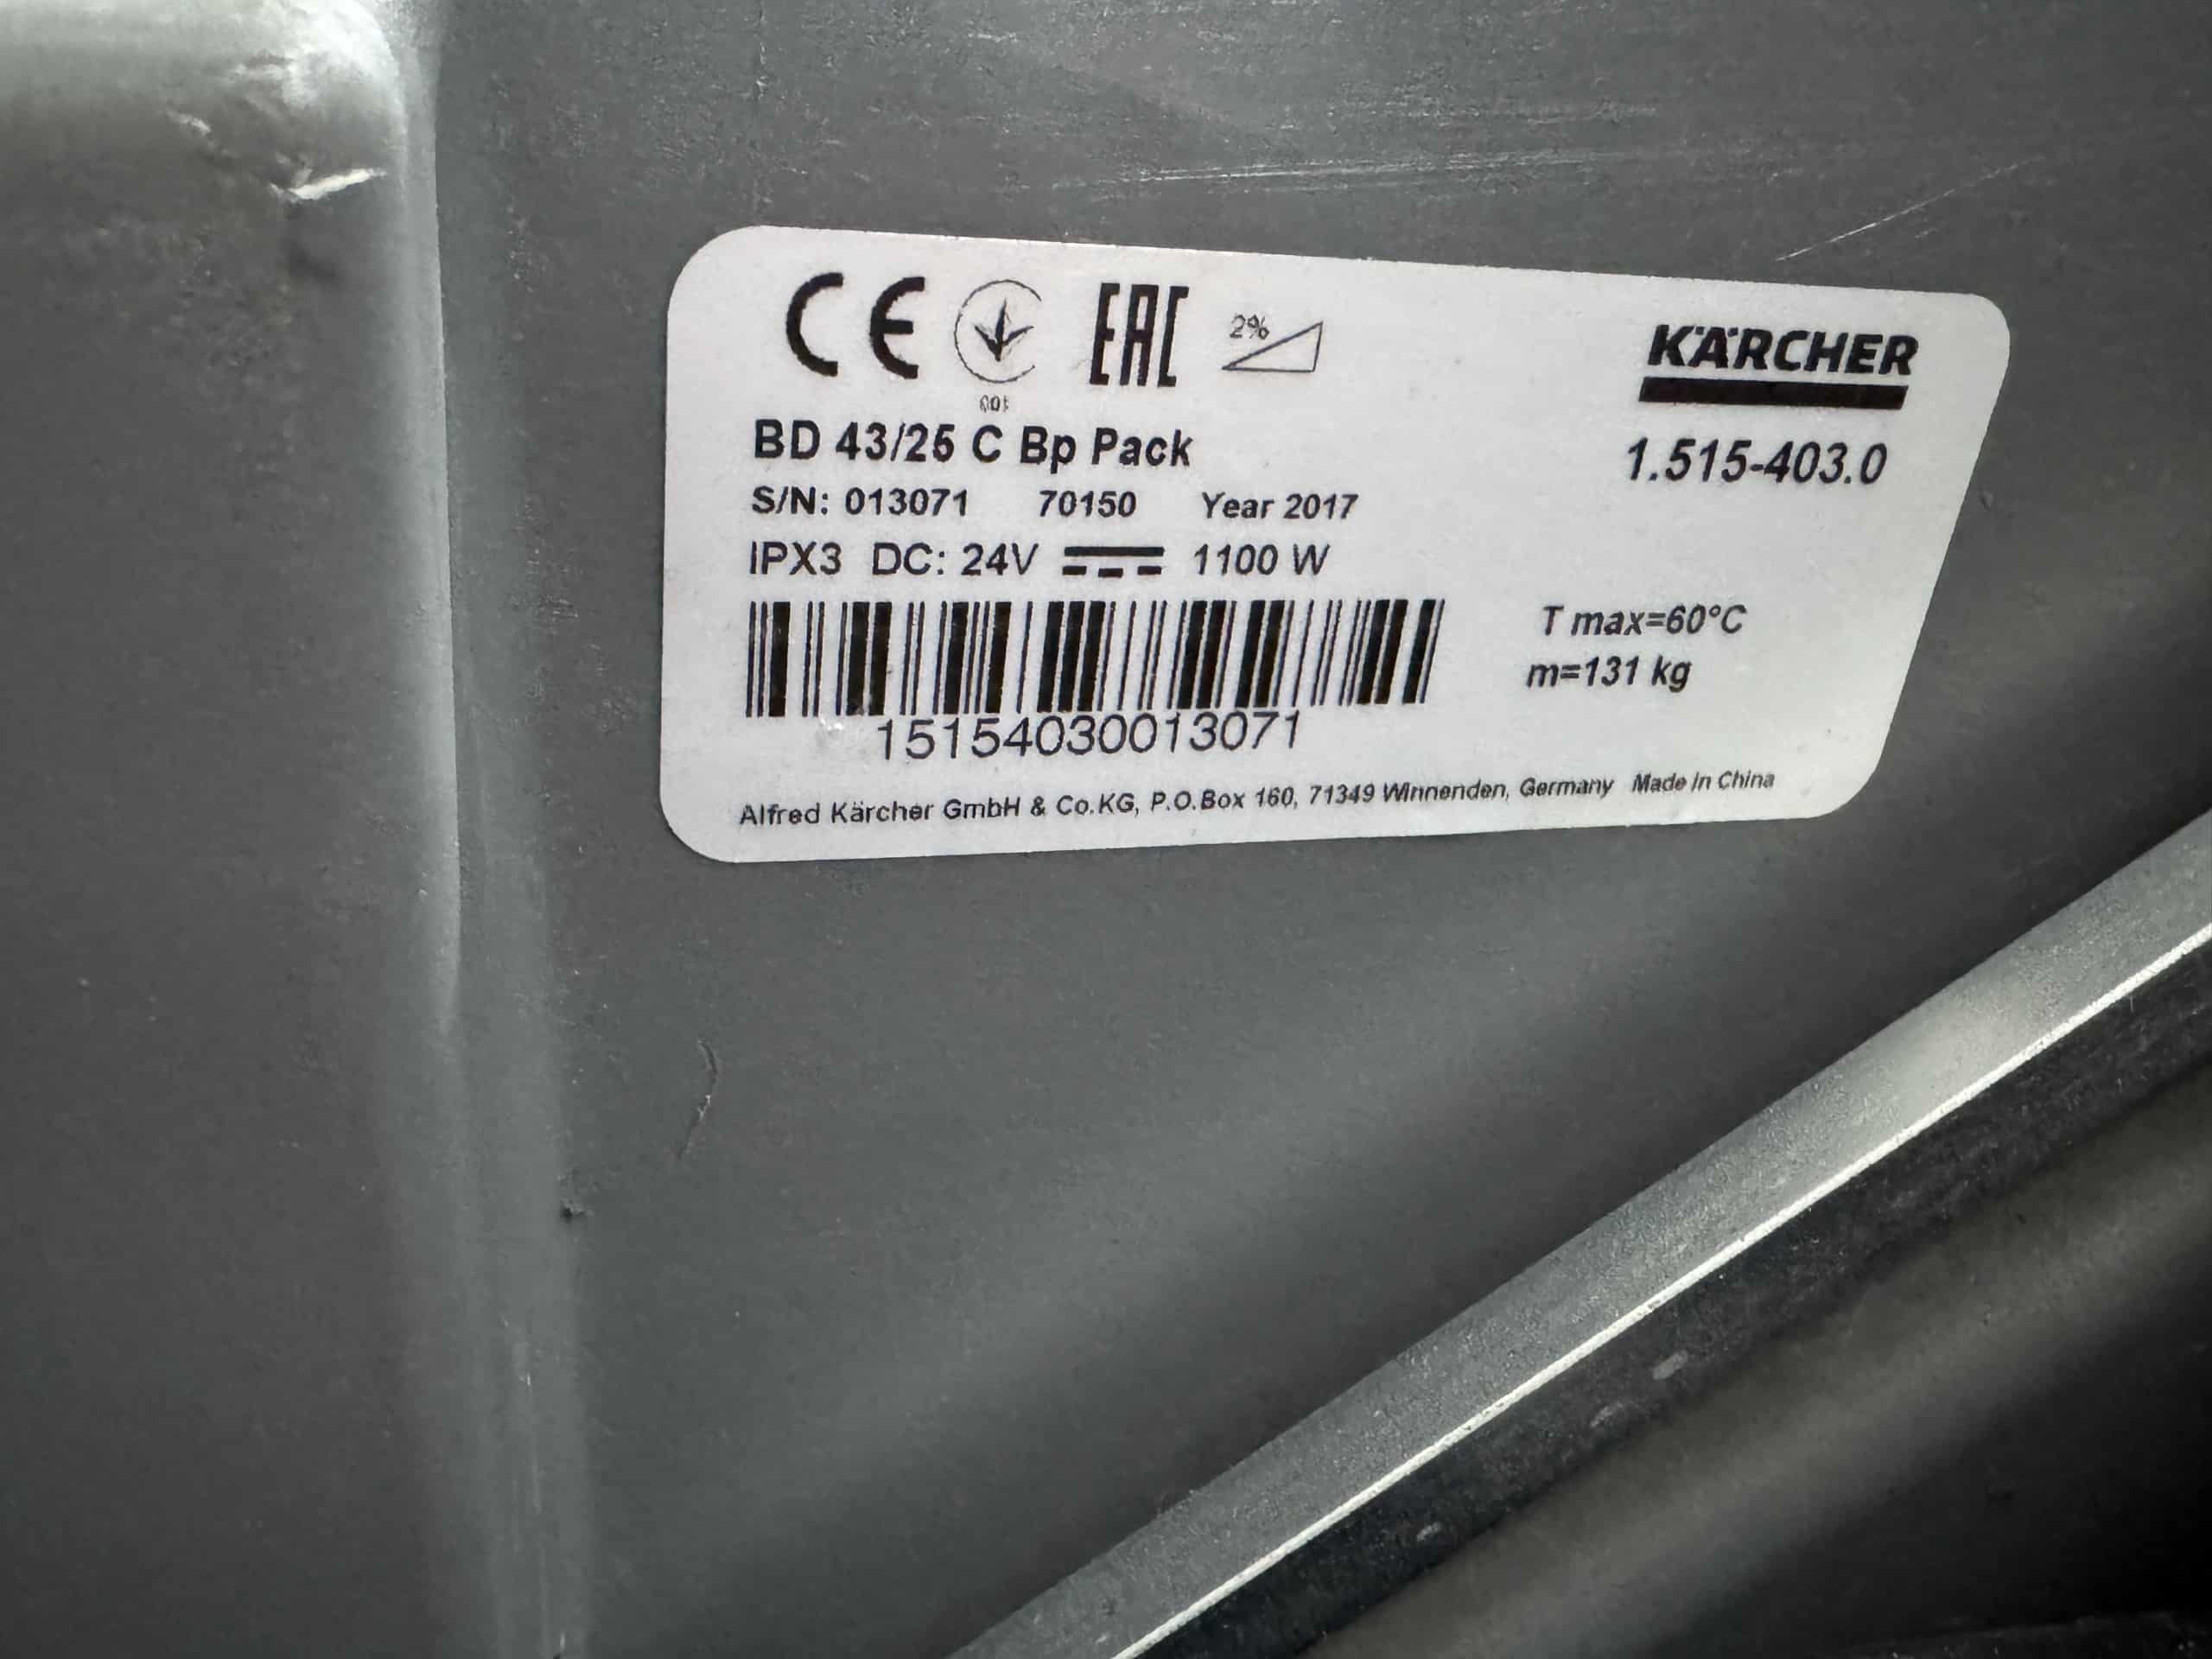 CE EAC 2%
KÄRCHER
001
BD 43/25 C Bp Pack
1.515-403.0
S/N: 013071 70150 Year 2017
IPX3 DC: 24V 1100 W
T max=60°C
m=131 kg
15154030013071
Alfred Kärcher GmbH & Co.KG, P.O.Box 160, 71349 Winnenden, Germany Made in China